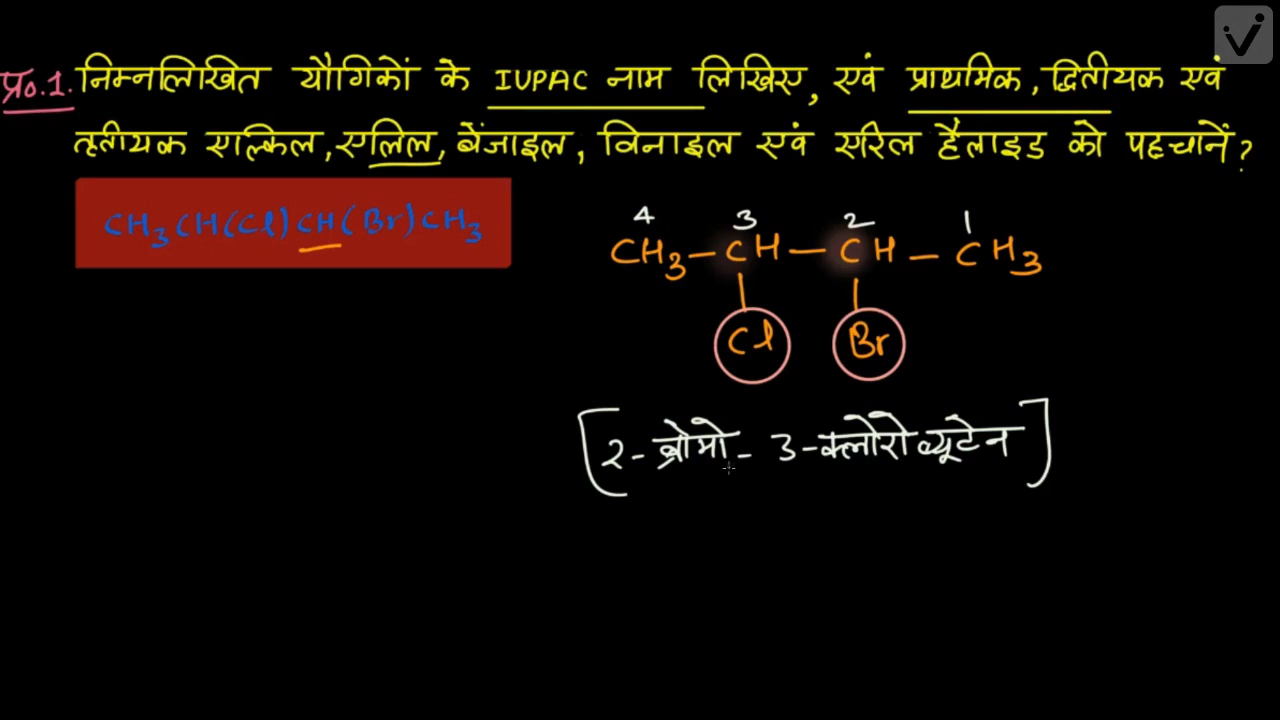 प्र०.1. निम्नलिखित यौगिकों के IUPAC नाम लिखिए, एवं प्राथमिक, द्वितीयक एवं
तृतीयक एल्किल, एलिल, बेंजाइल, विनाइल एवं एरिल हैलाइड को पहचानें?
CH3CH(Cl)CH(Br)CH3
4 3 2 1
CH3 — CH — CH — CH3
Cl Br
[2-ब्रोमो-3-क्लोरोब्यूटेन]